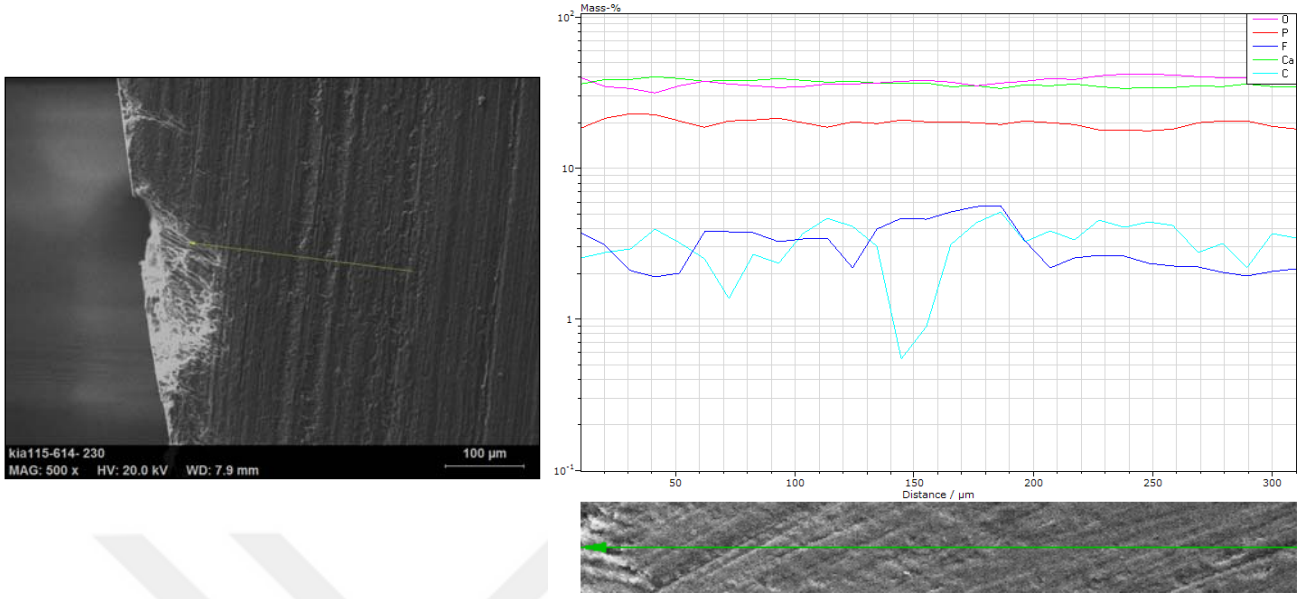 kia115-614- 230
MAG: 500 x HV: 20.0 kV WD: 7.9 mm
100 µm
Mass-%
10²
10
1
10⁻¹
O
P
F
Ca
C
50 100 150 200 250 300
Distance / µm